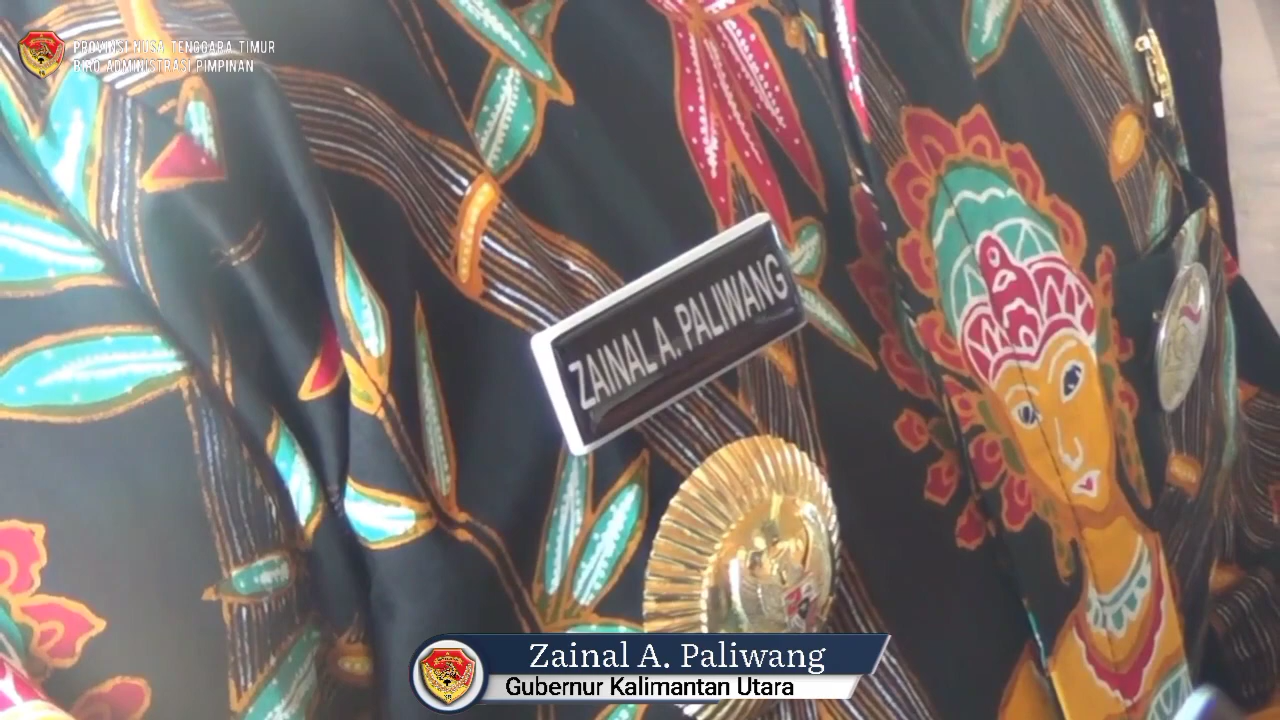 PROVINSI NUSA TENGGARA TIMUR
BIRO ADMINISTRASI PIMPINAN
ZAINAL A. PALIWANG
Zainal A. Paliwang
Gubernur Kalimantan Utara